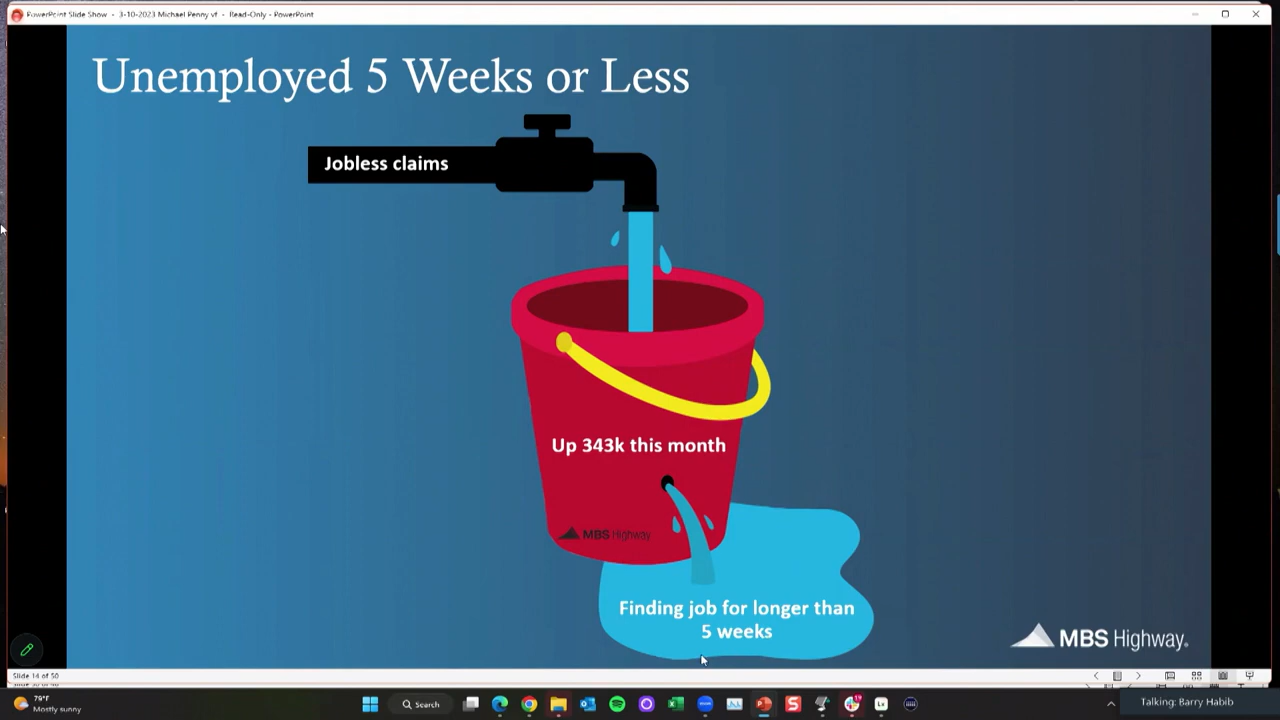 PowerPoint Slide Show - 3-10-2023 Michael Penny vf - Read-Only - PowerPoint
Unemployed 5 Weeks or Less
Jobless claims
Up 343k this month
MBS Highway
Finding job for longer than
5 weeks
MBS Highway.
Slide 14 of 50
79°F
Mostly sunny
Search
19
Lv
Talking: Barry Habib